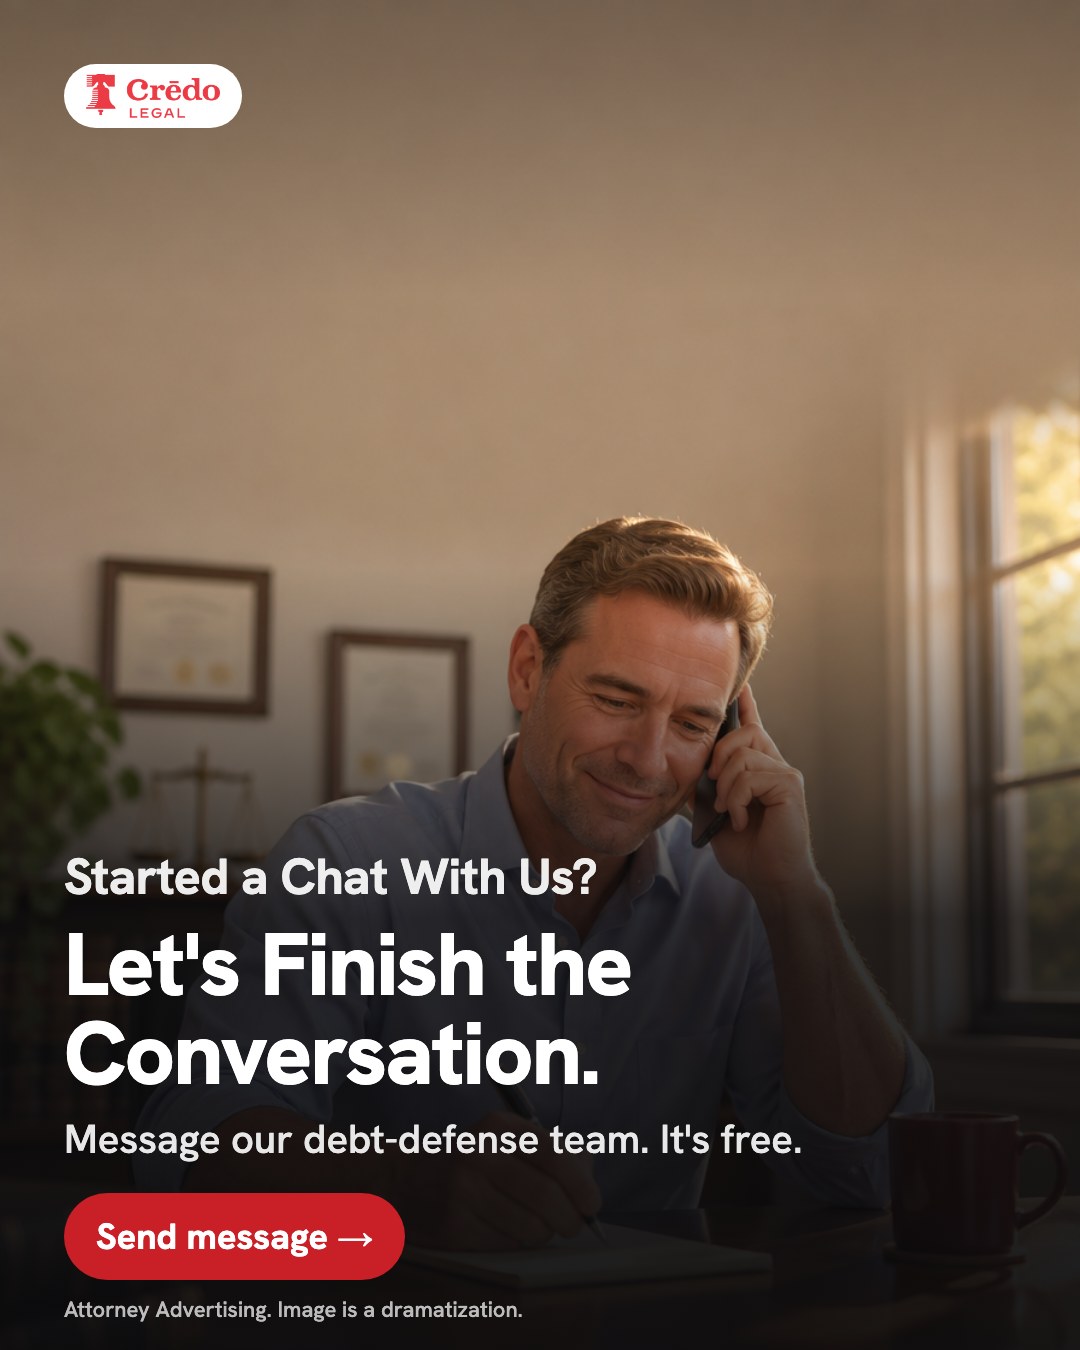 Crēdo
LEGAL
Started a Chat With Us?
Let's Finish the
Conversation.
Message our debt-defense team. It's free.
Send message →
Attorney Advertising. Image is a dramatization.